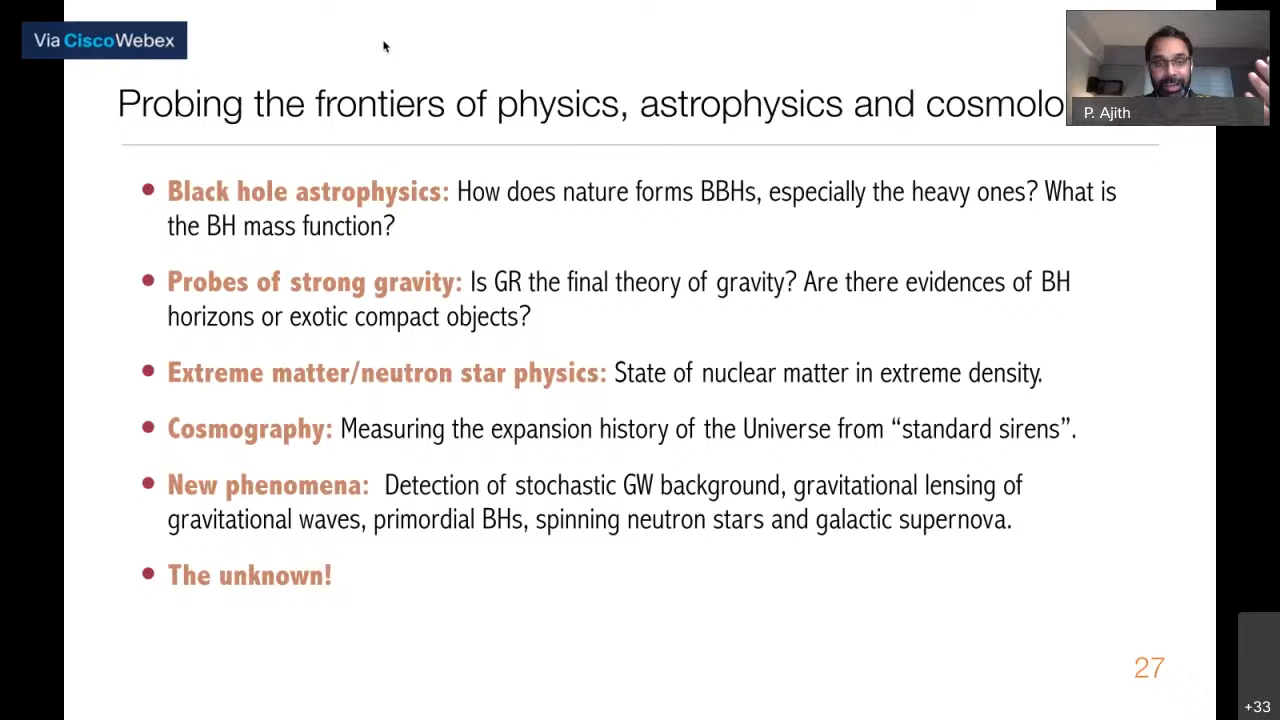 Via Cisco Webex
P. Ajith
Probing the frontiers of physics, astrophysics and cosmolo
• Black hole astrophysics: How does nature forms BBHs, especially the heavy ones? What is
the BH mass function?
• Probes of strong gravity: Is GR the final theory of gravity? Are there evidences of BH
horizons or exotic compact objects?
• Extreme matter/neutron star physics: State of nuclear matter in extreme density.
• Cosmography: Measuring the expansion history of the Universe from “standard sirens”.
• New phenomena: Detection of stochastic GW background, gravitational lensing of
gravitational waves, primordial BHs, spinning neutron stars and galactic supernova.
• The unknown!
27
+33